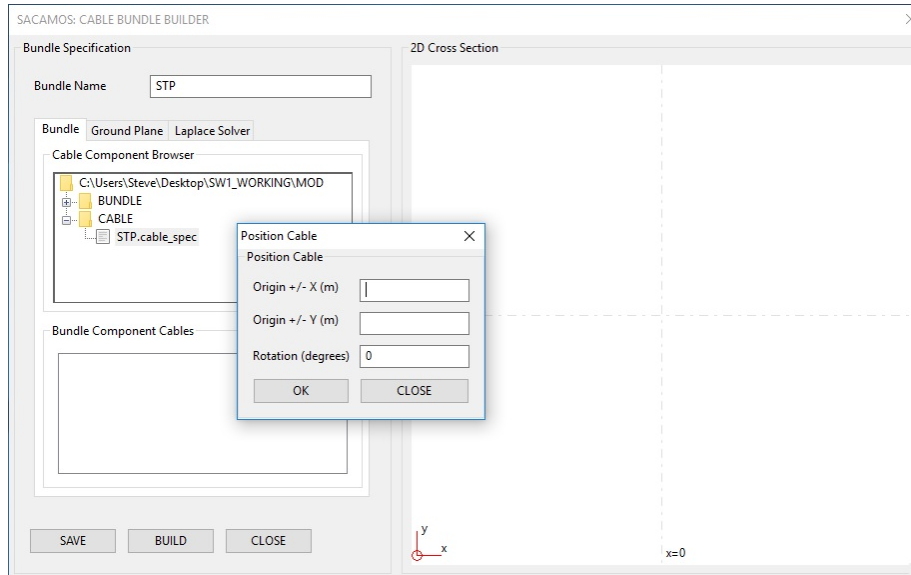 SACAMOS: CABLE BUNDLE BUILDER
Bundle Specification
Bundle Name
STP
Bundle
Ground Plane
Laplace Solver
Cable Component Browser
C:\Users\Steve\Desktop\SW1_WORKING\MOD
BUNDLE
CABLE
STP.cable_spec
Bundle Component Cables
SAVE
BUILD
CLOSE
Position Cable
Position Cable
Origin +/- X (m)
Origin +/- Y (m)
Rotation (degrees)
0
OK
CLOSE
2D Cross Section
y
x
x=0